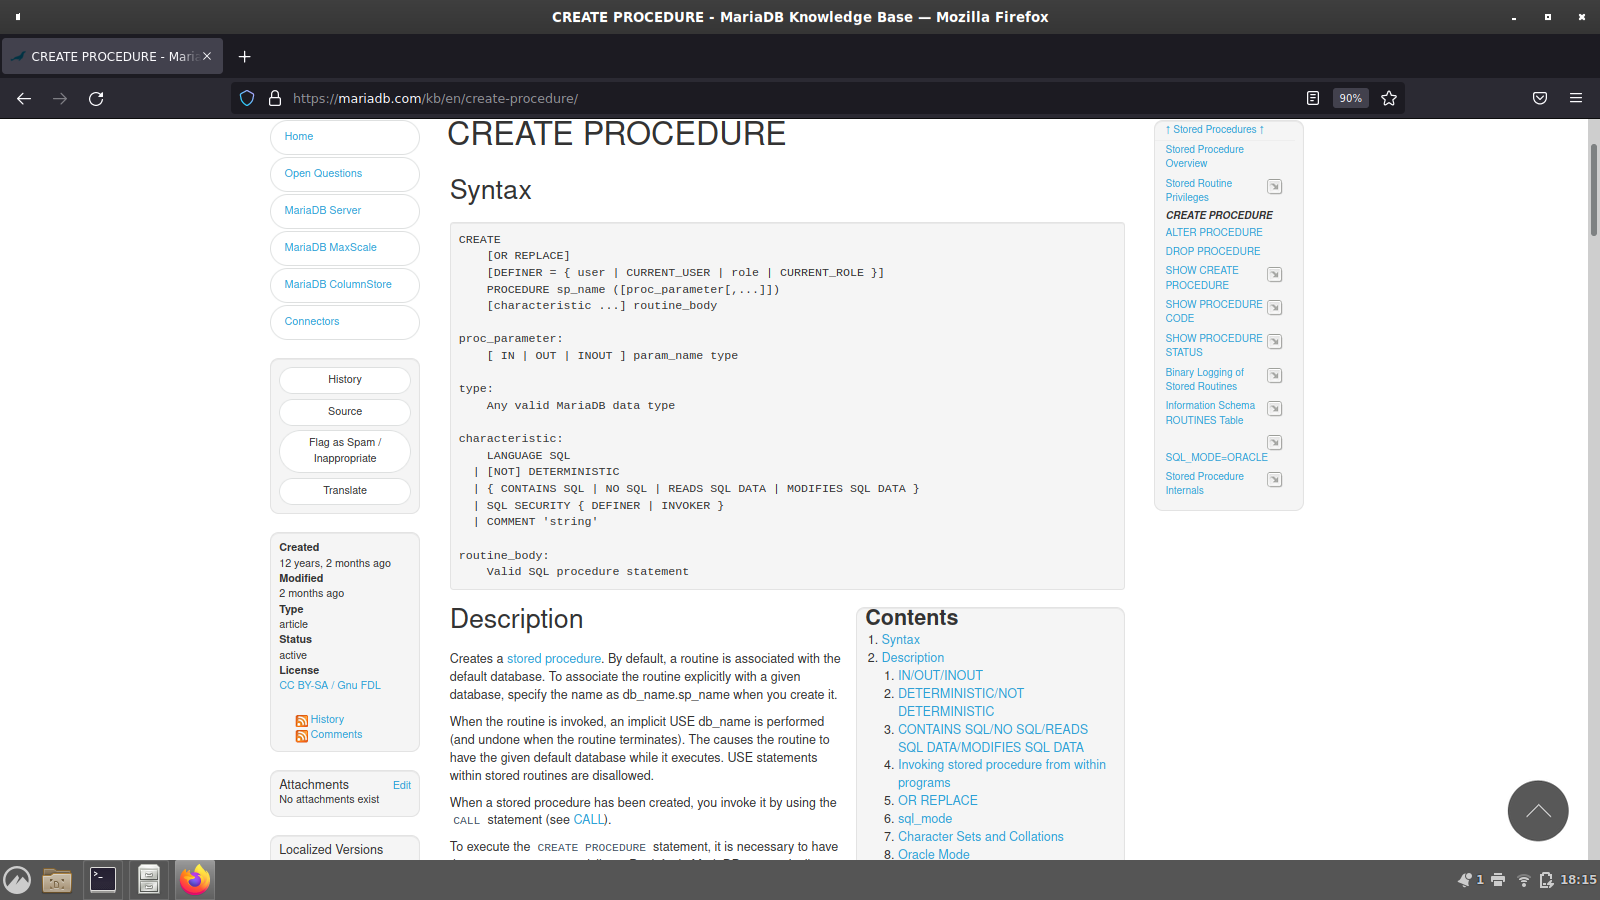 CREATE PROCEDURE - MariaDB Knowledge Base — Mozilla Firefox
CREATE PROCEDURE - Maria
https://mariadb.com/kb/en/create-procedure/
90%
Home
Open Questions
MariaDB Server
MariaDB MaxScale
MariaDB ColumnStore
Connectors
History
Source
Flag as Spam /
Inappropriate
Translate
Created
12 years, 2 months ago
Modified
2 months ago
Type
article
Status
active
License
CC BY-SA / Gnu FDL
History
Comments
Attachments Edit
No attachments exist
Localized Versions
CREATE PROCEDURE
Syntax
CREATE
[OR REPLACE]
[DEFINER = { user | CURRENT_USER | role | CURRENT_ROLE }]
PROCEDURE sp_name ([proc_parameter[,...]])
[characteristic ...] routine_body
proc_parameter:
[ IN | OUT | INOUT ] param_name type
type:
Any valid MariaDB data type
characteristic:
LANGUAGE SQL
| [NOT] DETERMINISTIC
| { CONTAINS SQL | NO SQL | READS SQL DATA | MODIFIES SQL DATA }
| SQL SECURITY { DEFINER | INVOKER }
| COMMENT 'string'
routine_body:
Valid SQL procedure statement
Description
Creates a stored procedure. By default, a routine is associated with the
default database. To associate the routine explicitly with a given
database, specify the name as db_name.sp_name when you create it.
When the routine is invoked, an implicit USE db_name is performed
(and undone when the routine terminates). The causes the routine to
have the given default database while it executes. USE statements
within stored routines are disallowed.
When a stored procedure has been created, you invoke it by using the
CALL statement (see CALL).
To execute the CREATE PROCEDURE statement, it is necessary to have
Contents
1. Syntax
2. Description
1. IN/OUT/INOUT
2. DETERMINISTIC/NOT
DETERMINISTIC
3. CONTAINS SQL/NO SQL/READS
SQL DATA/MODIFIES SQL DATA
4. Invoking stored procedure from within
programs
5. OR REPLACE
6. sql_mode
7. Character Sets and Collations
8. Oracle Mode
↑ Stored Procedures ↑
Stored Procedure
Overview
Stored Routine
Privileges
CREATE PROCEDURE
ALTER PROCEDURE
DROP PROCEDURE
SHOW CREATE
PROCEDURE
SHOW PROCEDURE
CODE
SHOW PROCEDURE
STATUS
Binary Logging of
Stored Routines
Information Schema
ROUTINES Table
SQL_MODE=ORACLE
Stored Procedure
Internals
1
18:15